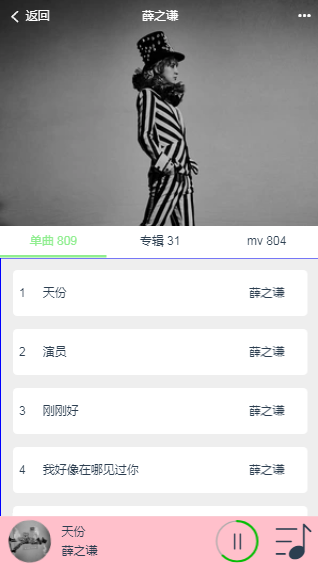 返回 薛之谦
单曲 809 专辑 31 mv 804
1 天份 薛之谦
2 演员 薛之谦
3 刚刚好 薛之谦
4 我好像在哪见过你 薛之谦
天份
薛之谦